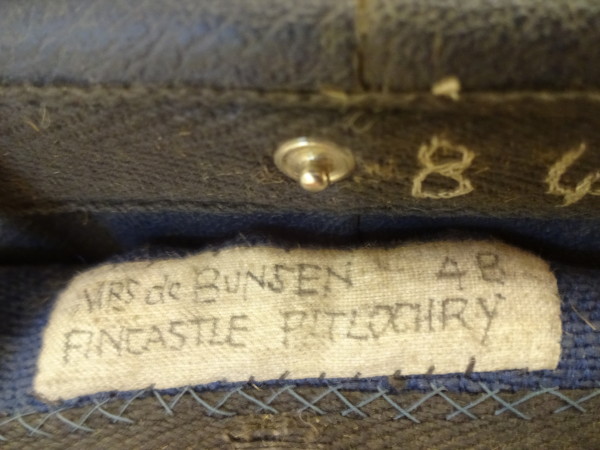 8
MRS de BUNSEN 48
FINCASTLE PITLOCHRY